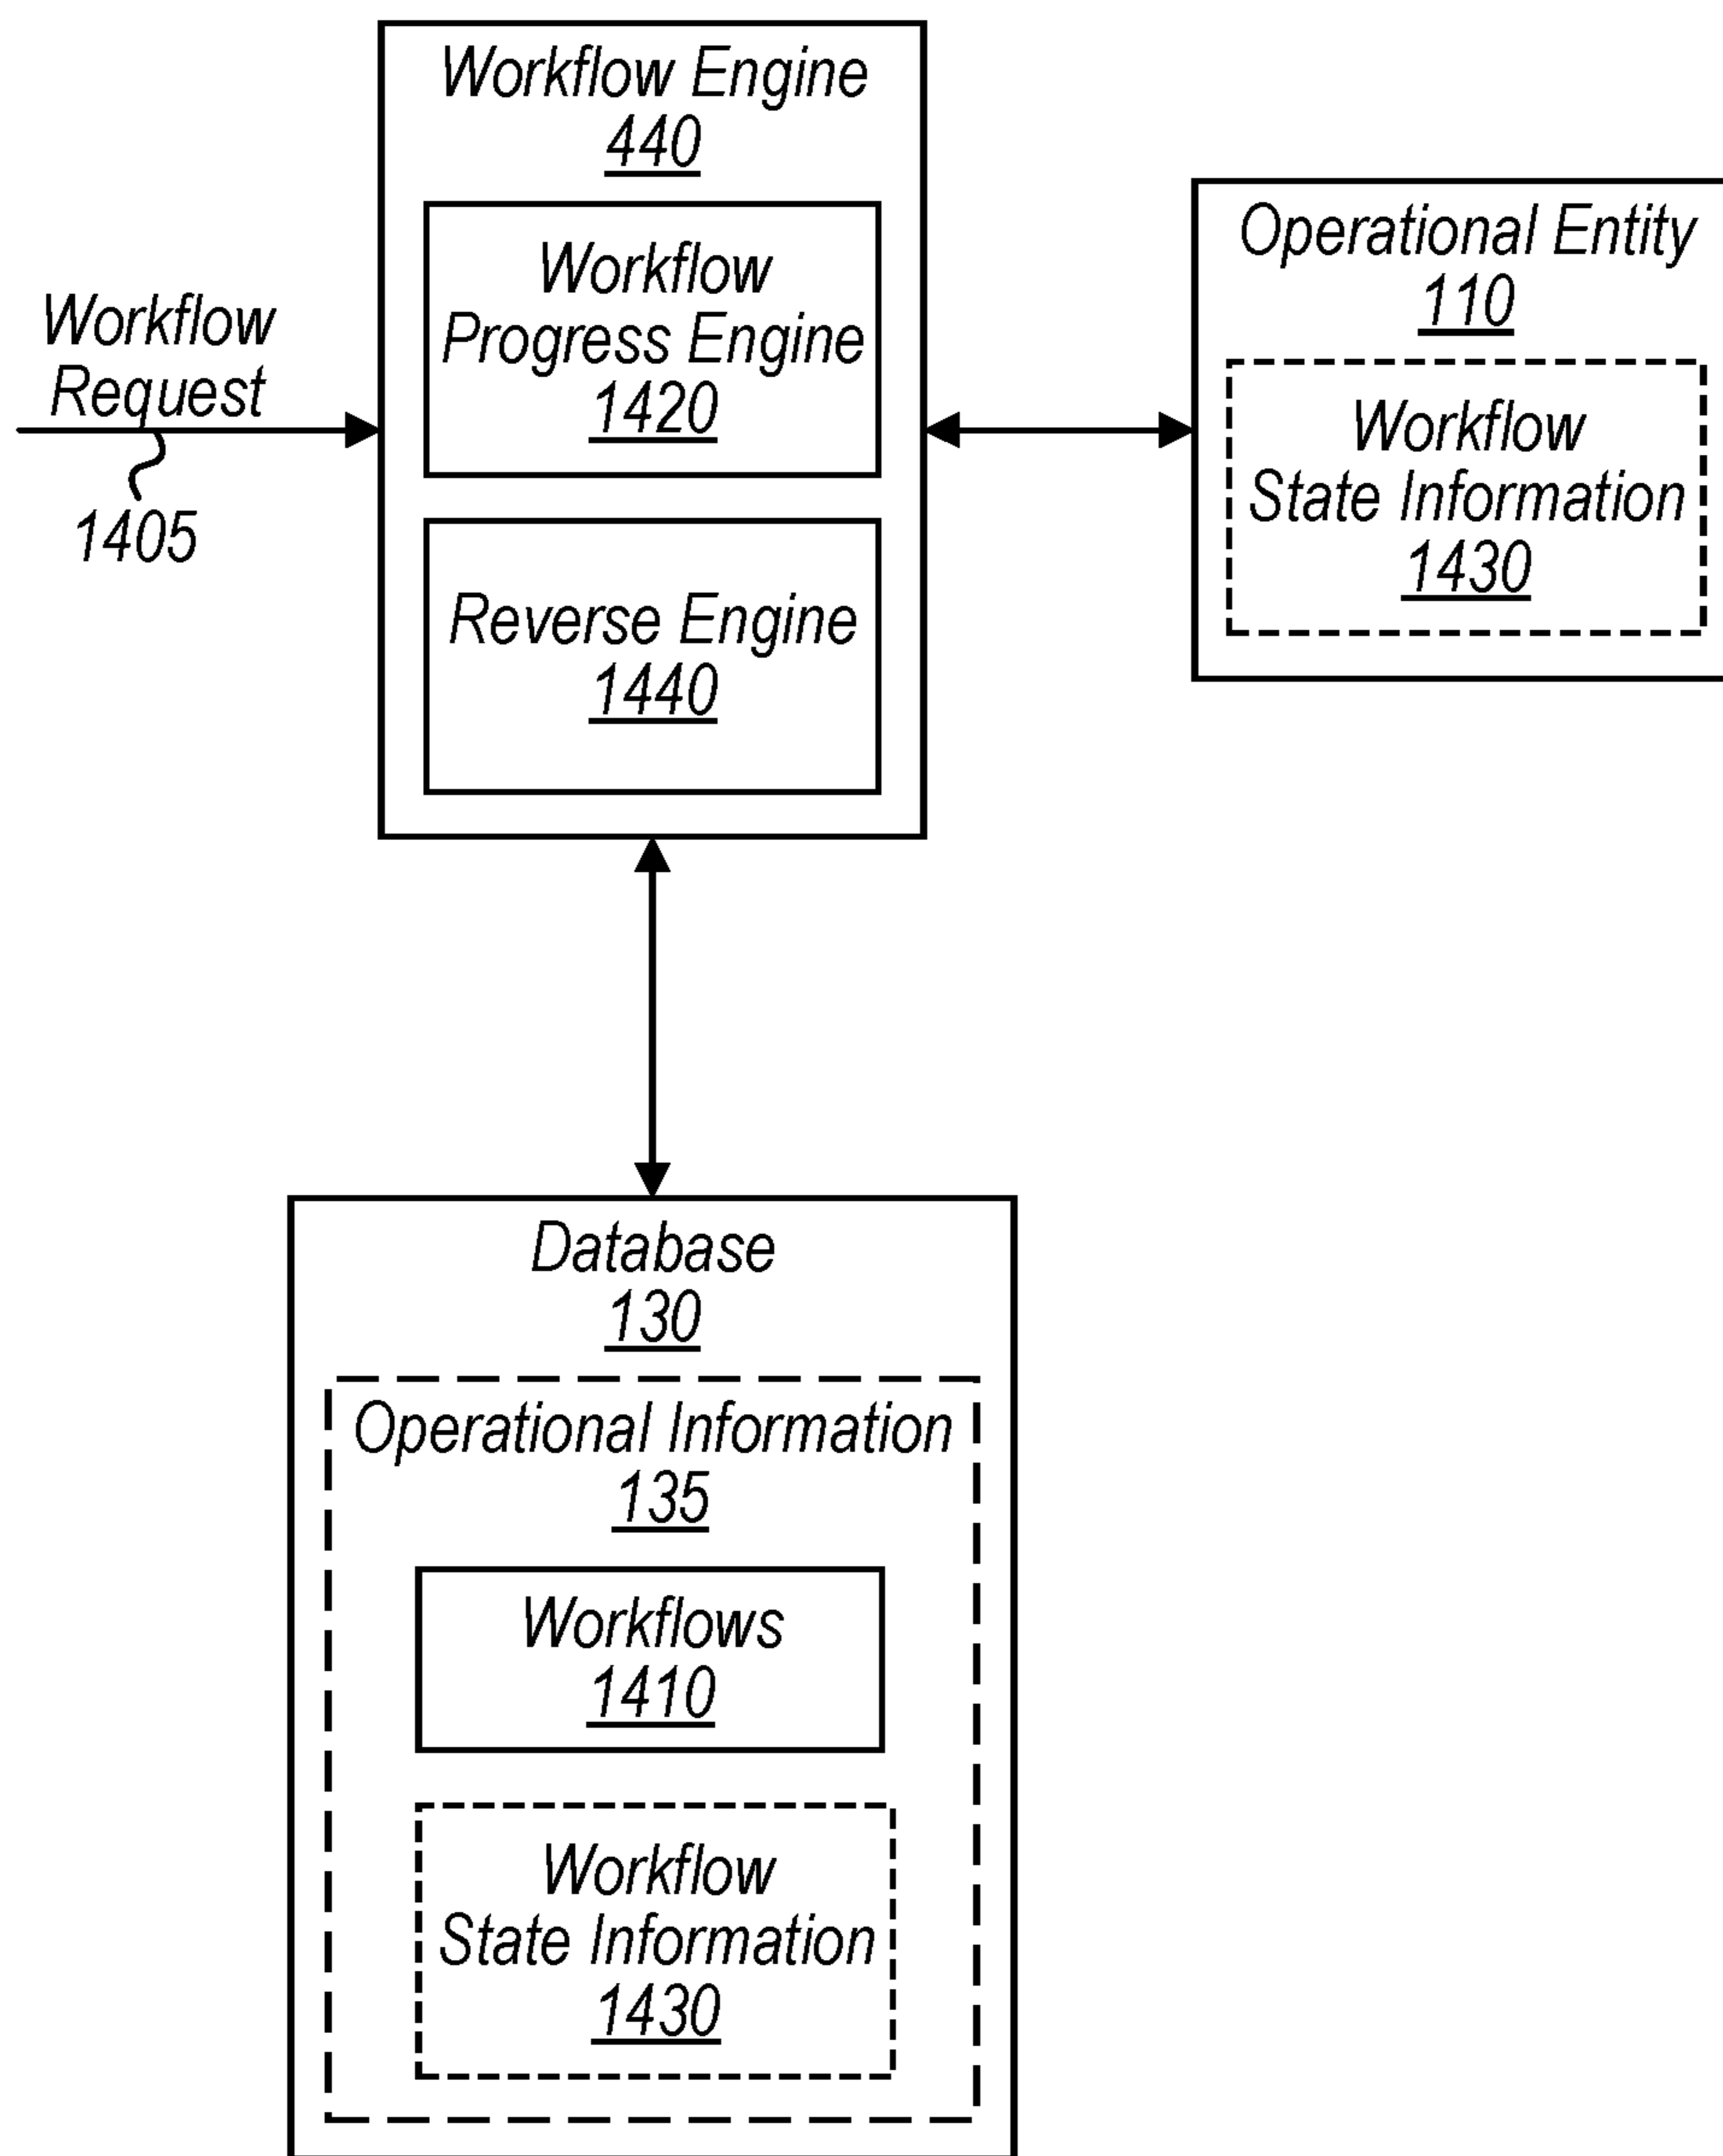 Workflow Engine
440
Workflow
Progress Engine
1420
Reverse Engine
1440
Workflow
Request
1405
Operational Entity
110
Workflow
State Information
1430
Database
130
Operational Information
135
Workflows
1410
Workflow
State Information
1430